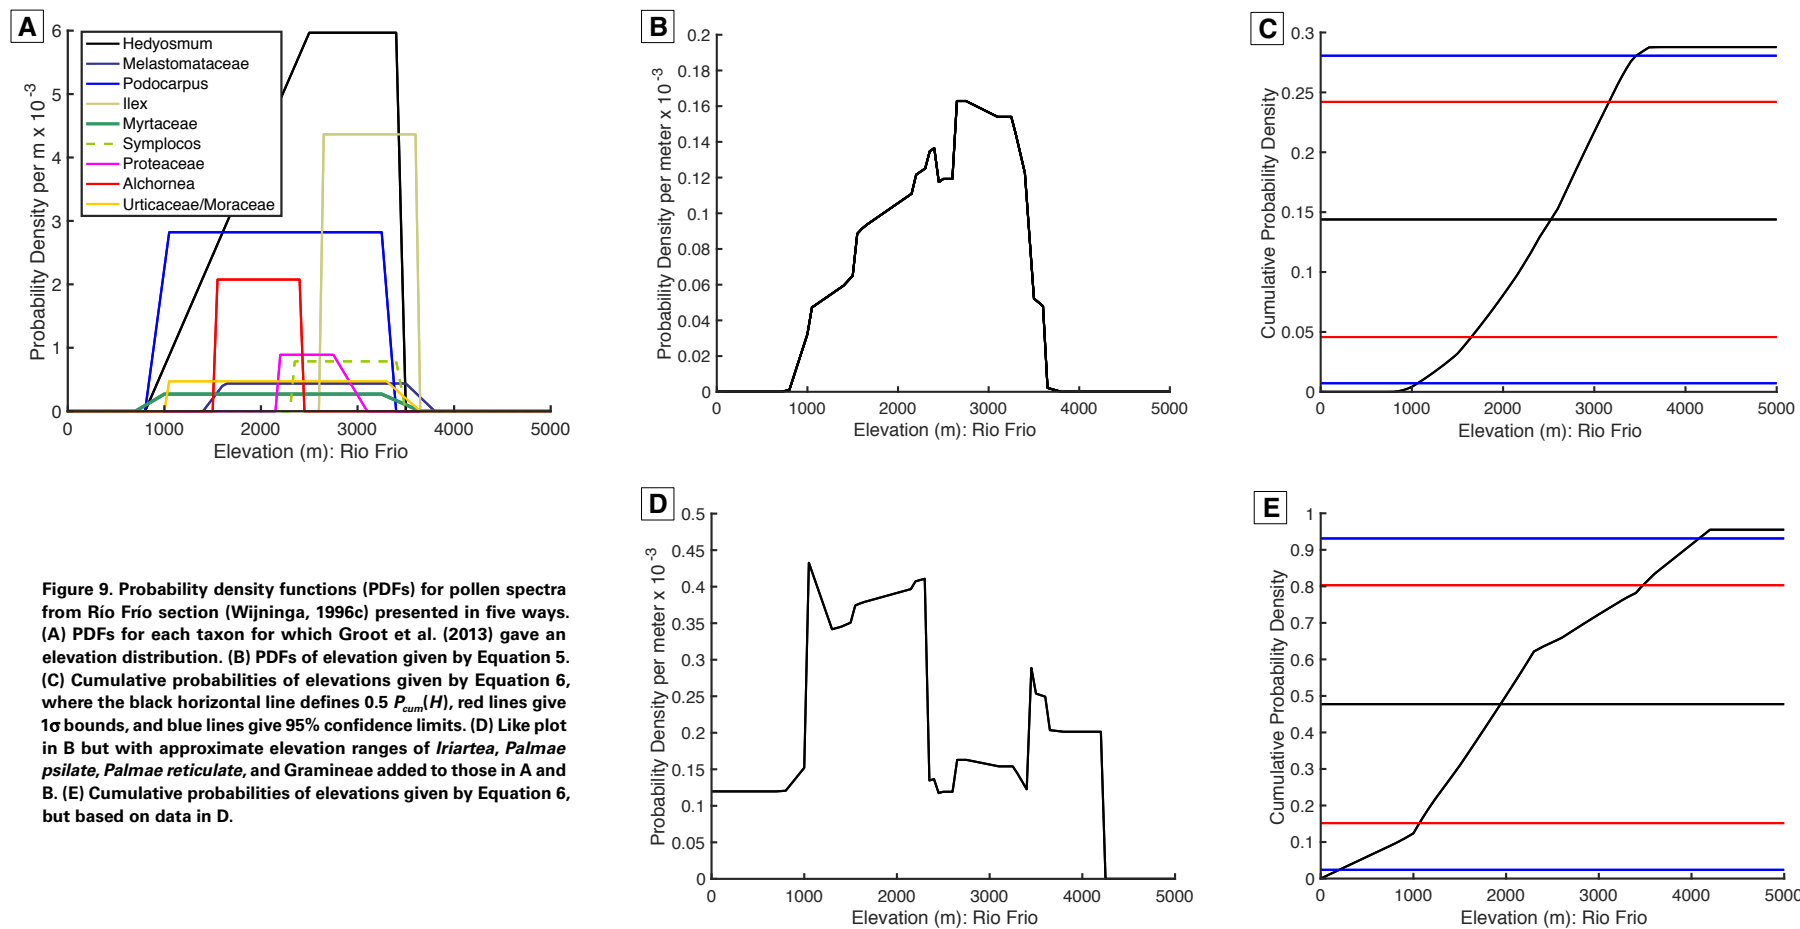 A
Probability Density per m x 10^-3
6
5
4
3
2
1
0
Hedyosmum
Melastomataceae
Podocarpus
Ilex
Myrtaceae
Symplocos
Proteaceae
Alchornea
Urticaceae/Moraceae
0 1000 2000 3000 4000 5000
Elevation (m): Rio Frio
B
Probability Density per meter x 10^-3
0.2
0.18
0.16
0.14
0.12
0.1
0.08
0.06
0.04
0.02
0
0 1000 2000 3000 4000 5000
Elevation (m): Rio Frio
C
Cumulative Probability Density
0.3
0.25
0.2
0.15
0.1
0.05
0
0 1000 2000 3000 4000 5000
Elevation (m): Rio Frio
Figure 9. Probability density functions (PDFs) for pollen spectra
from Río Frío section (Wijninga, 1996c) presented in five ways.
(A) PDFs for each taxon for which Groot et al. (2013) gave an
elevation distribution. (B) PDFs of elevation given by Equation 5.
(C) Cumulative probabilities of elevations given by Equation 6,
where the black horizontal line defines 0.5 Pcum(H), red lines give
1σ bounds, and blue lines give 95% confidence limits. (D) Like plot
in B but with approximate elevation ranges of Iriartea, Palmae
psilate, Palmae reticulate, and Gramineae added to those in A and
B. (E) Cumulative probabilities of elevations given by Equation 6,
but based on data in D.
D
Probability Density per meter x 10^-3
0.5
0.45
0.4
0.35
0.3
0.25
0.2
0.15
0.1
0.05
0
0 1000 2000 3000 4000 5000
Elevation (m): Rio Frio
E
Cumulative Probability Density
1
0.9
0.8
0.7
0.6
0.5
0.4
0.3
0.2
0.1
0
0 1000 2000 3000 4000 5000
Elevation (m): Rio Frio